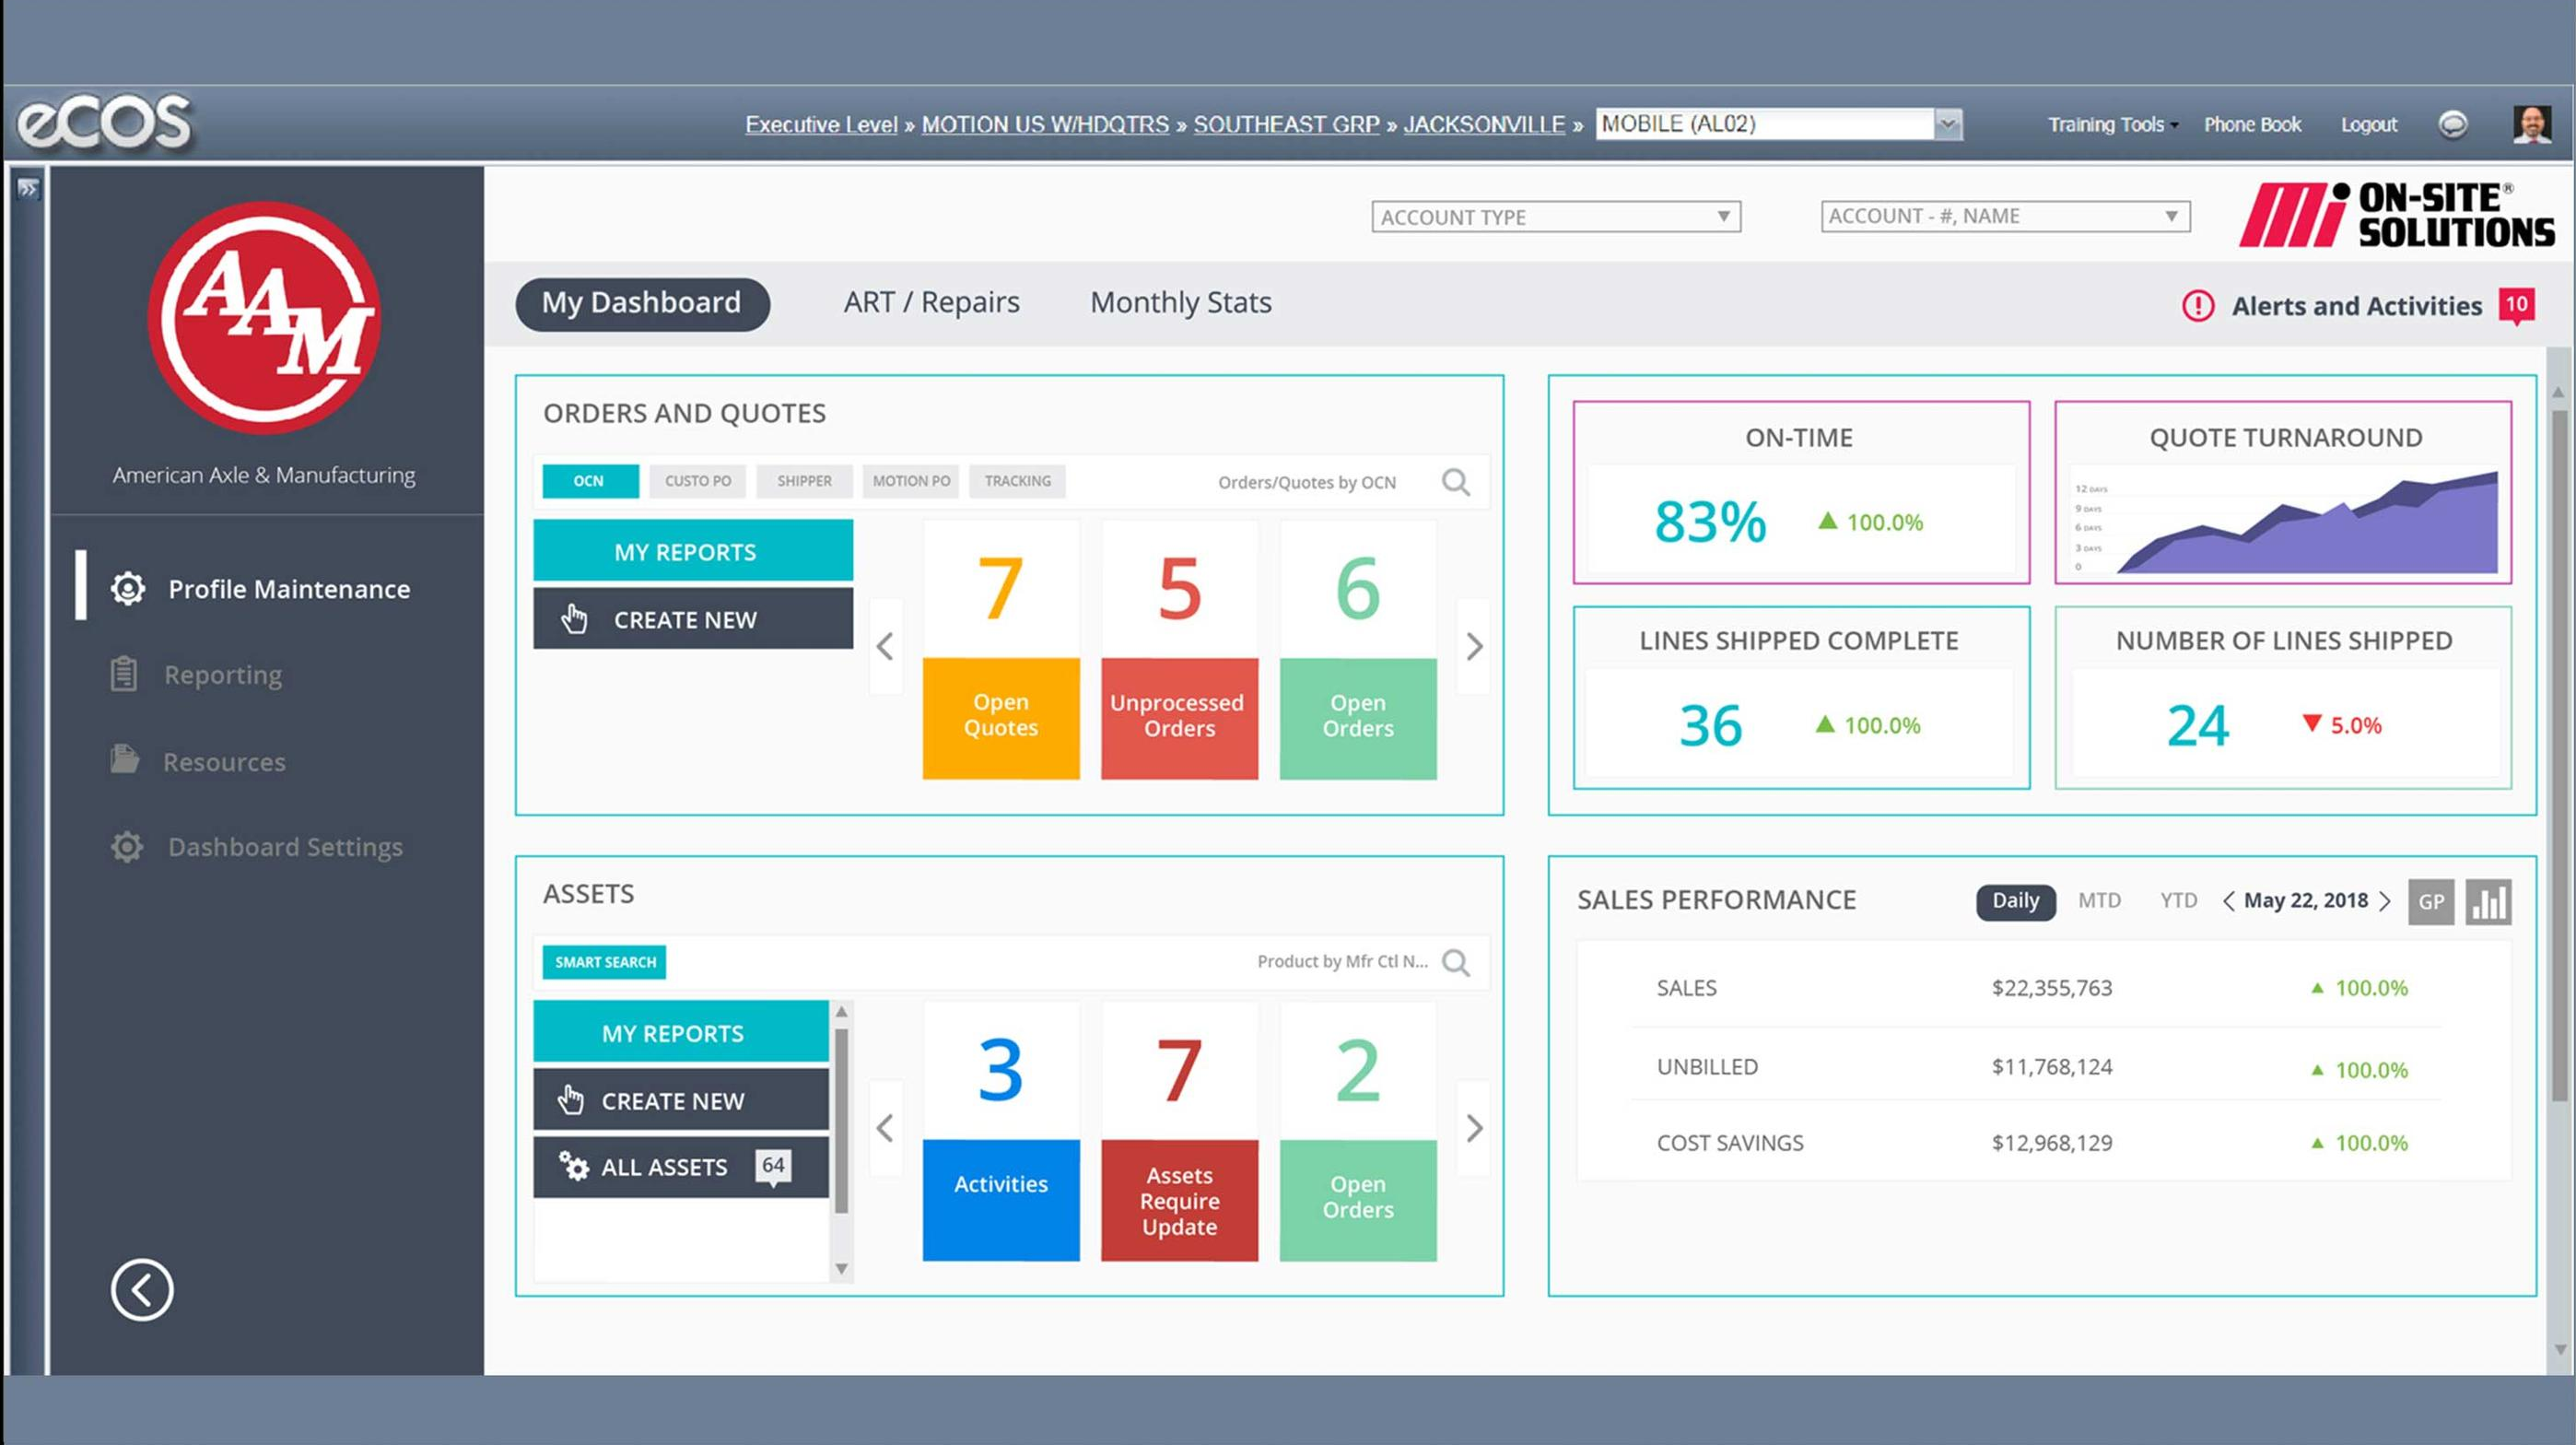 eCOS
Executive Level » MOTION US W/HDQTRS » SOUTHEAST GRP » JACKSONVILLE » MOBILE (AL02)
Training Tools Phone Book Logout
AAM
American Axle & Manufacturing
Profile Maintenance
Reporting
Resources
Dashboard Settings
ACCOUNT TYPE
ACCOUNT - #, NAME
Mi ON-SITE®
SOLUTIONS
My Dashboard ART / Repairs Monthly Stats
Alerts and Activities 10
ORDERS AND QUOTES
OCN CUSTO PO SHIPPER MOTION PO TRACKING Orders/Quotes by OCN
MY REPORTS
CREATE NEW
7
Open
Quotes
5
Unprocessed
Orders
6
Open
Orders
ON-TIME
83% 100.0%
QUOTE TURNAROUND
12 DAYS
9 DAYS
6 DAYS
3 DAYS
0
LINES SHIPPED COMPLETE
36 100.0%
NUMBER OF LINES SHIPPED
24 5.0%
ASSETS
SMART SEARCH Product by Mfr Ctl N...
MY REPORTS
CREATE NEW
ALL ASSETS 64
3
Activities
7
Assets
Require
Update
2
Open
Orders
SALES PERFORMANCE Daily MTD YTD < May 22, 2018 > GP
SALES $22,355,763 100.0%
UNBILLED $11,768,124 100.0%
COST SAVINGS $12,968,129 100.0%